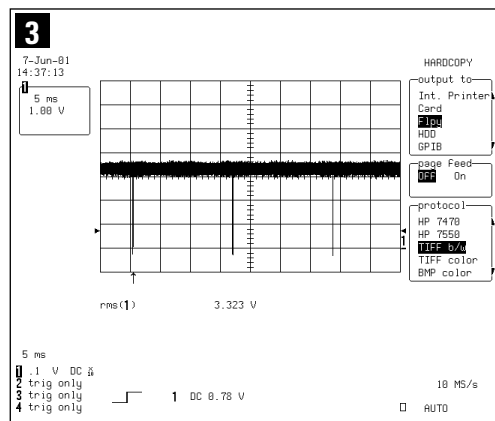 3
7-Jun-01
14:37:13
1
5 ms
1.00 V
HARDCOPY
output to
Int. Printer
Card
Flpy
HDD
GPIB
page feed
OFF On
protocol
HP 7470
HP 7550
TIFF b/w
TIFF color
BMP color
1
rms(1) 3.323 V
5 ms
1 .1 V DC
2 trig only
3 trig only
4 trig only
1 DC 0.78 V
10 MS/s
AUTO